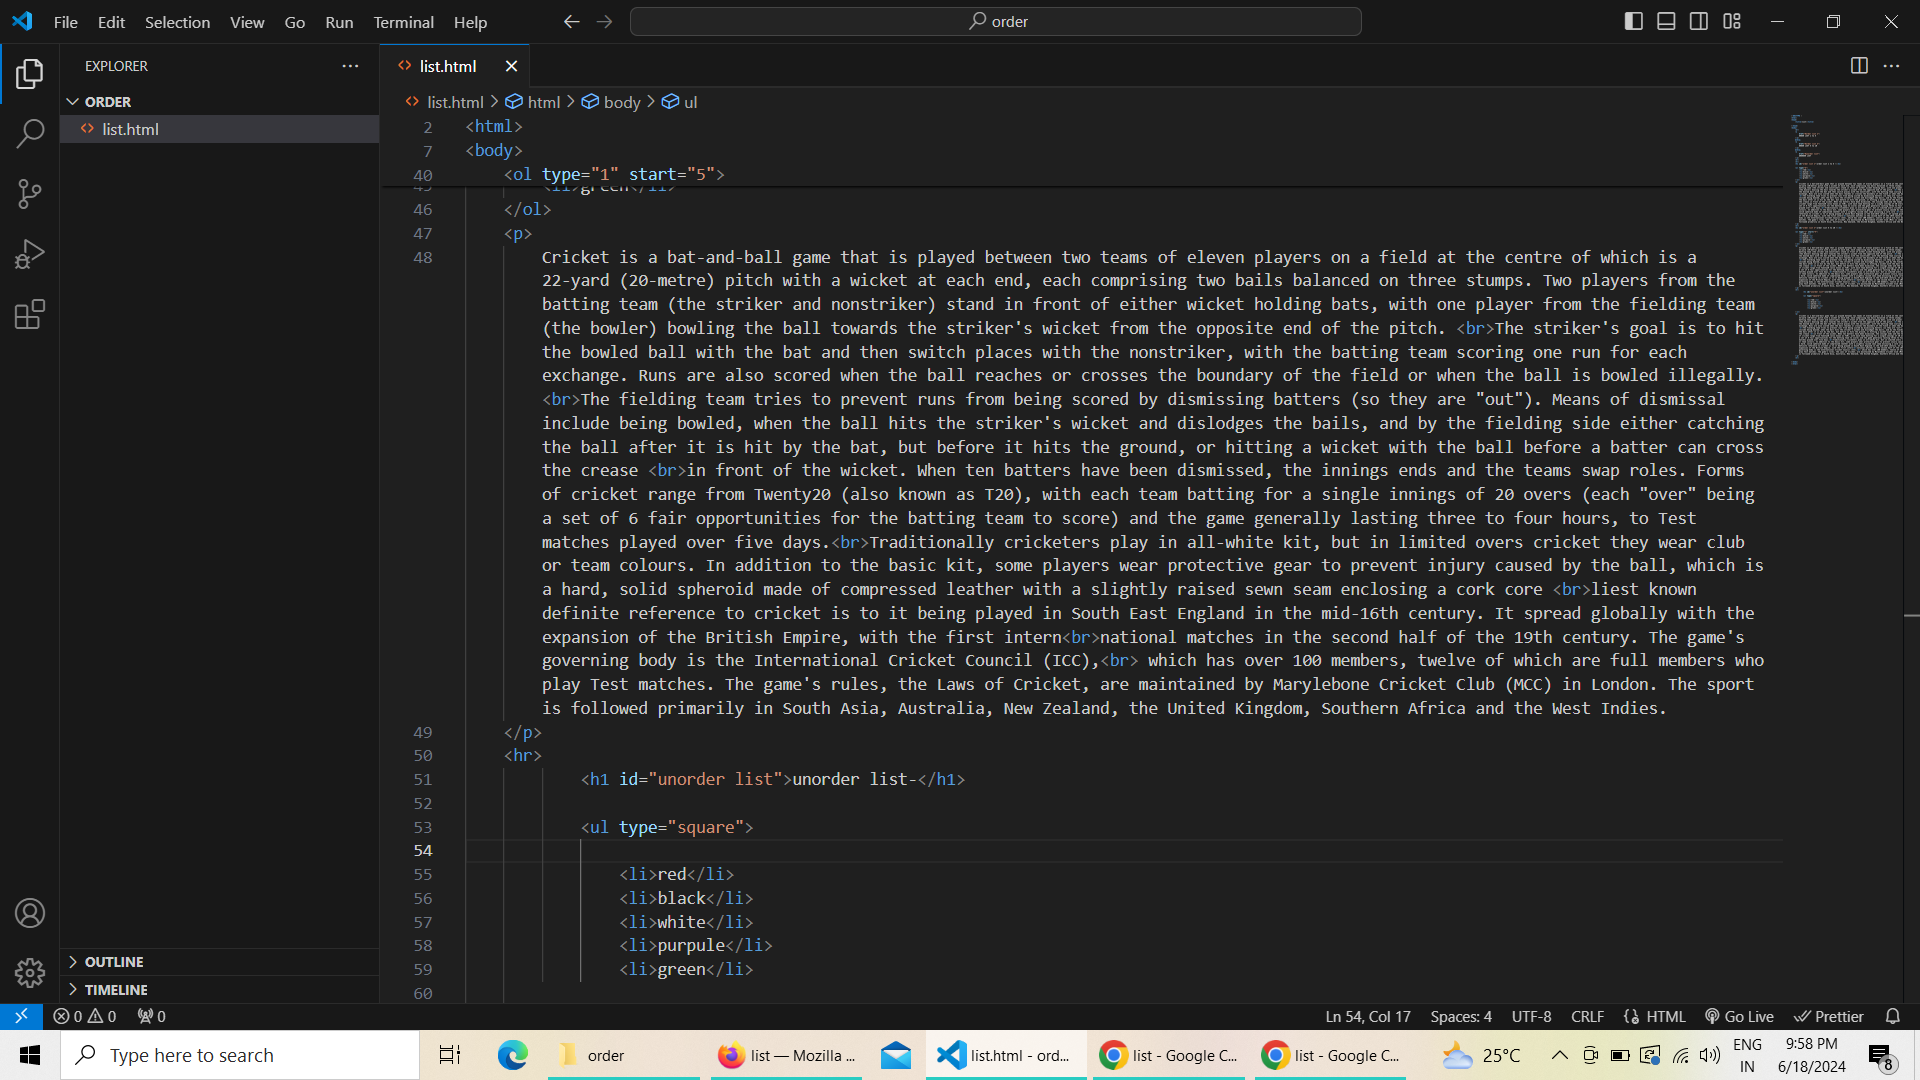 File Edit Selection View Go Run Terminal Help
order
EXPLORER
ORDER
list.html
OUTLINE
TIMELINE
list.html
list.html > html > body > ul
2 <html>
7 <body>
40 <ol type="1" start="5">
45 <li>green</li>
46 </ol>
47 <p>
48 Cricket is a bat-and-ball game that is played between two teams of eleven players on a field at the centre of which is a
22-yard (20-metre) pitch with a wicket at each end, each comprising two bails balanced on three stumps. Two players from the
batting team (the striker and nonstriker) stand in front of either wicket holding bats, with one player from the fielding team
(the bowler) bowling the ball towards the striker's wicket from the opposite end of the pitch. <br>The striker's goal is to hit
the bowled ball with the bat and then switch places with the nonstriker, with the batting team scoring one run for each
exchange. Runs are also scored when the ball reaches or crosses the boundary of the field or when the ball is bowled illegally.
<br>The fielding team tries to prevent runs from being scored by dismissing batters (so they are "out"). Means of dismissal
include being bowled, when the ball hits the striker's wicket and dislodges the bails, and by the fielding side either catching
the ball after it is hit by the bat, but before it hits the ground, or hitting a wicket with the ball before a batter can cross
the crease <br>in front of the wicket. When ten batters have been dismissed, the innings ends and the teams swap roles. Forms
of cricket range from Twenty20 (also known as T20), with each team batting for a single innings of 20 overs (each "over" being
a set of 6 fair opportunities for the batting team to score) and the game generally lasting three to four hours, to Test
matches played over five days.<br>Traditionally cricketers play in all-white kit, but in limited overs cricket they wear club
or team colours. In addition to the basic kit, some players wear protective gear to prevent injury caused by the ball, which is
a hard, solid spheroid made of compressed leather with a slightly raised sewn seam enclosing a cork core <br>liest known
definite reference to cricket is to it being played in South East England in the mid-16th century. It spread globally with the
expansion of the British Empire, with the first intern<br>national matches in the second half of the 19th century. The game's
governing body is the International Cricket Council (ICC),<br> which has over 100 members, twelve of which are full members who
play Test matches. The game's rules, the Laws of Cricket, are maintained by Marylebone Cricket Club (MCC) in London. The sport
is followed primarily in South Asia, Australia, New Zealand, the United Kingdom, Southern Africa and the West Indies.
49 </p>
50 <hr>
51 <h1 id="unorder list">unorder list-</h1>
52
53 <ul type="square">
54
55 <li>red</li>
56 <li>black</li>
57 <li>white</li>
58 <li>purpule</li>
59 <li>green</li>
60
0 0 0 Ln 54, Col 17 Spaces: 4 UTF-8 CRLF {} HTML Go Live Prettier
Type here to search order list — Mozilla ... list.html - ord... list - Google C... list - Google C... 25°C
ENG
IN
9:58 PM
6/18/2024
8